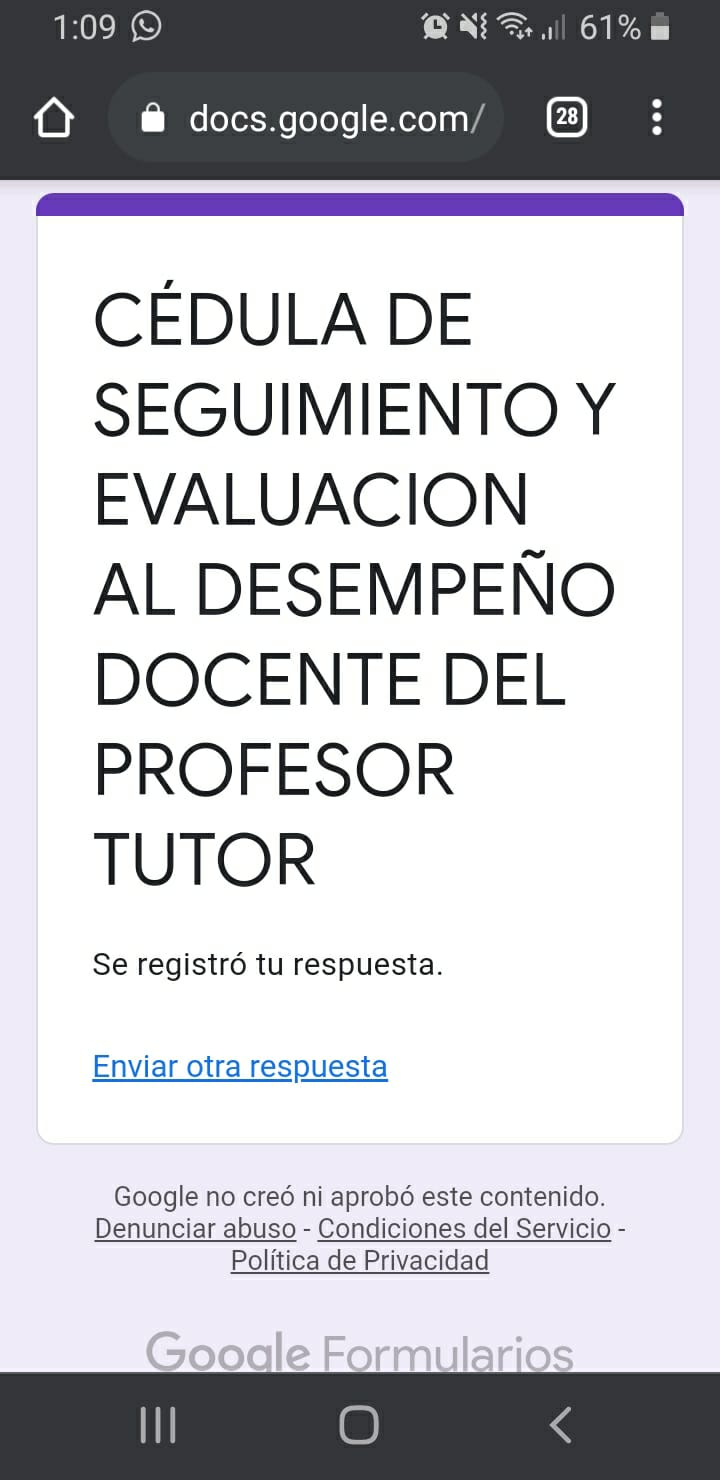 1:09
61%
docs.google.com/
28
CÉDULA DE
SEGUIMIENTO Y
EVALUACION
AL DESEMPEÑO
DOCENTE DEL
PROFESOR
TUTOR
Se registró tu respuesta.
Enviar otra respuesta
Google no creó ni aprobó este contenido.
Denunciar abuso - Condiciones del Servicio -
Política de Privacidad
Google Formularios